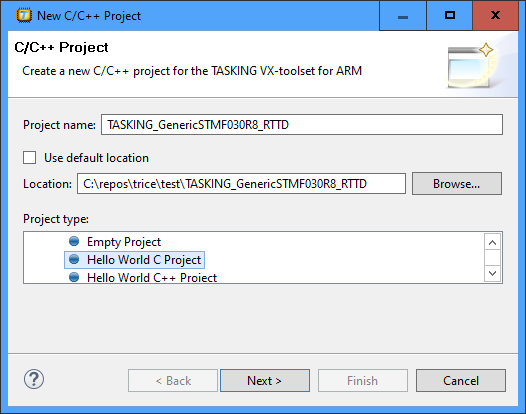 New C/C++ Project
C/C++ Project
Create a new C/C++ project for the TASKING VX-toolset for ARM
Project name: TASKING_GenericSTMF030R8_RTTD
Use default location
Location: C:\repos\trice\test\TASKING_GenericSTMF030R8_RTTD Browse...
Project type:
Empty Project
Hello World C Project
Hello World C++ Project
? < Back Next > Finish Cancel